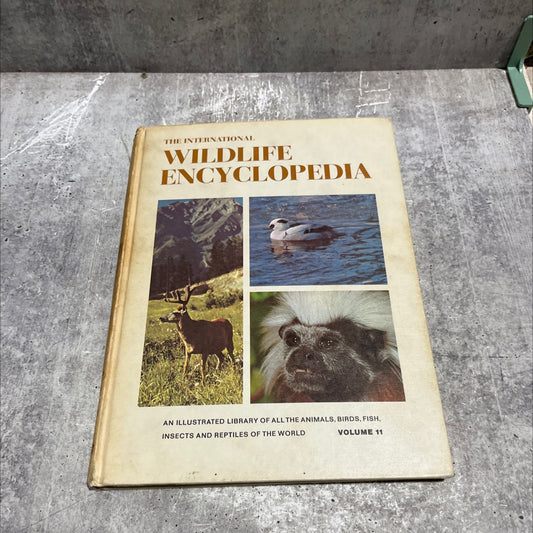 THE INTERNATIONAL
WILDLIFE
ENCYCLOPEDIA
AN ILLUSTRATED LIBRARY OF ALL THE ANIMALS, BIRDS, FISH,
INSECTS AND REPTILES OF THE WORLD VOLUME 11